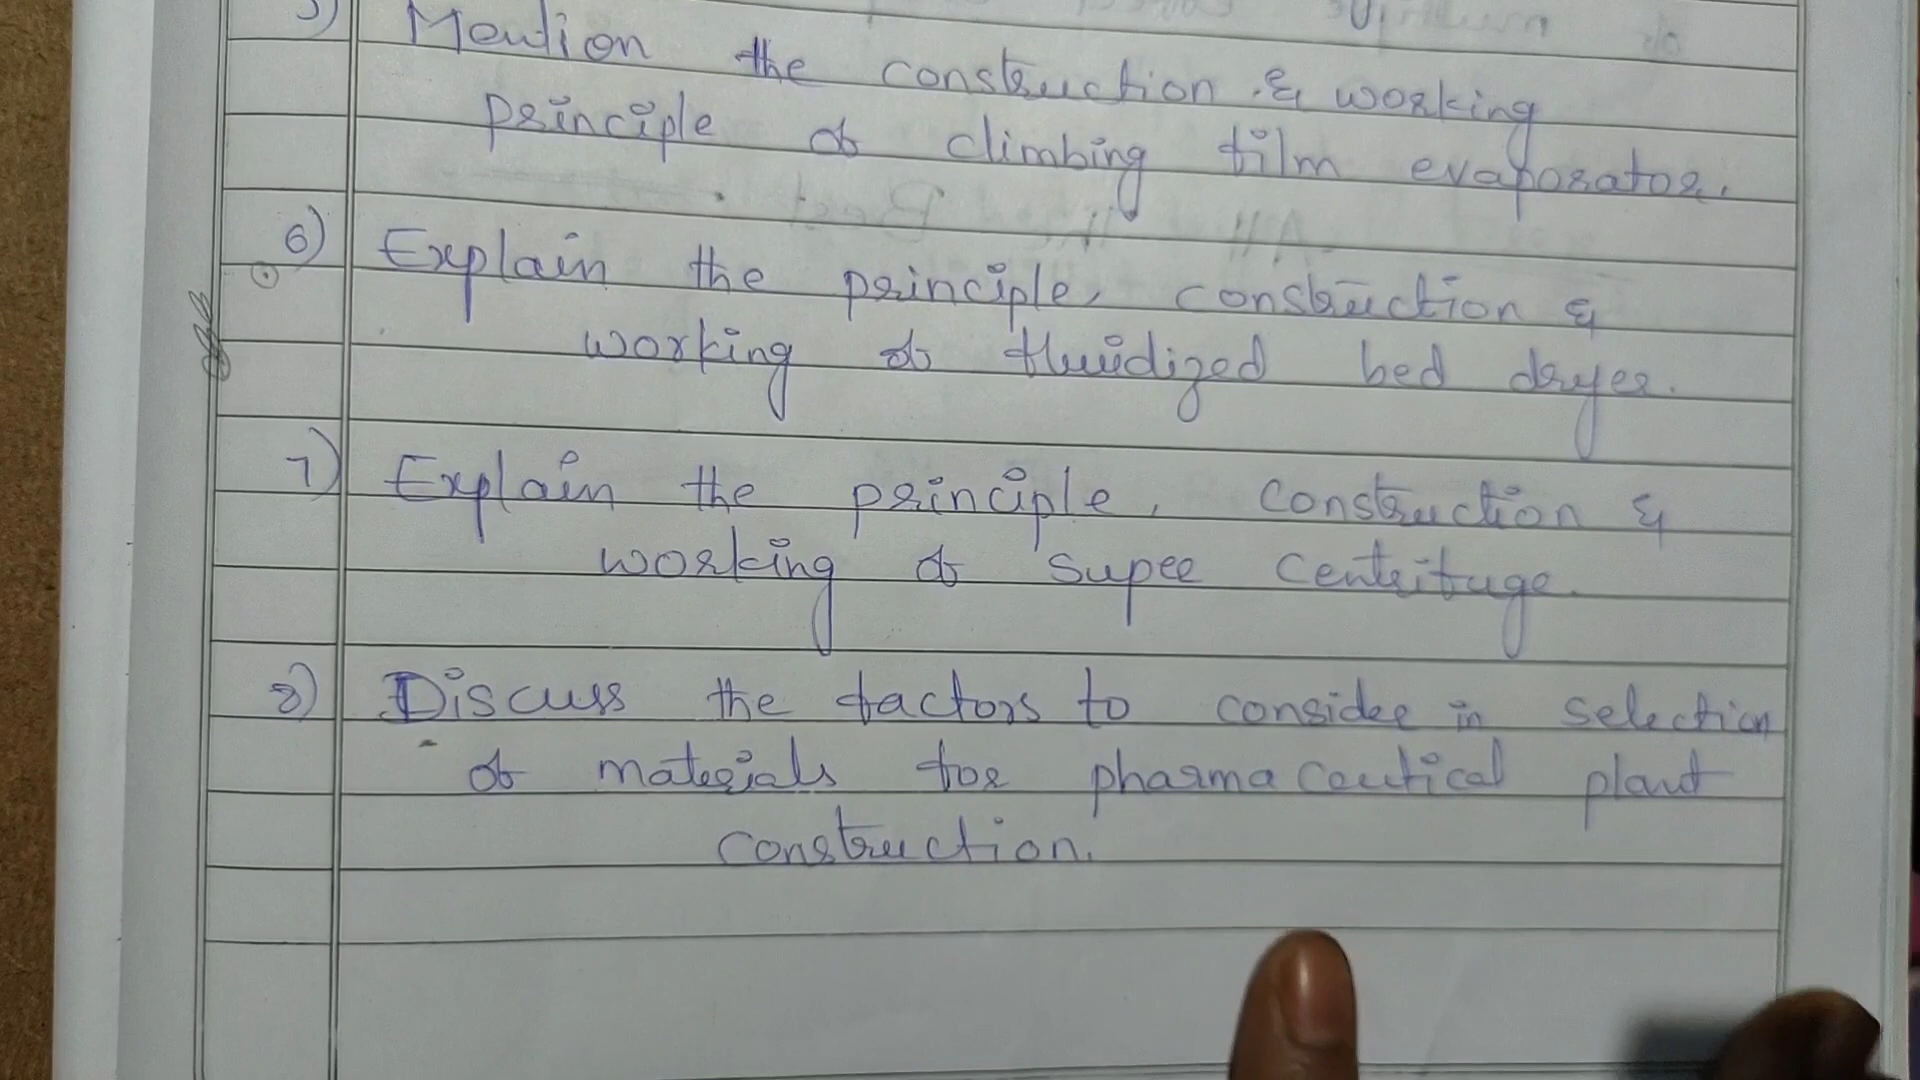 5) Mention the construction & working
principle of climbing film evaporator.
6) Explain the principle, construction &
working of fluidized bed dryer.
7) Explain the principle, construction &
working of super centrifuge.
8) Discuss the factors to consider in selection
of materials for pharmaceutical plant
construction.